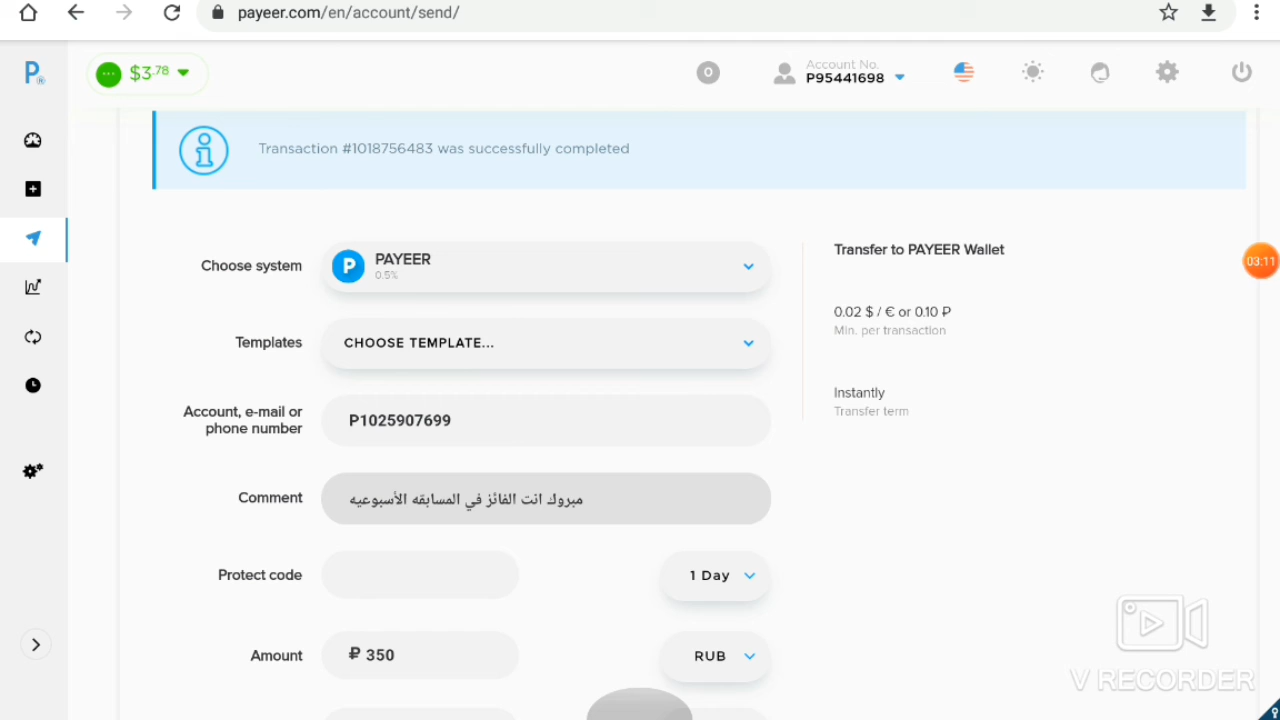 payeer.com/en/account/send/
P
$3.78
0
Account No.
P95441698
Transaction #1018756483 was successfully completed
Choose system
P
PAYEER
0.5%
Transfer to PAYEER Wallet
03:11
0.02 $ / € or 0.10 ₽
Min. per transaction
Templates
CHOOSE TEMPLATE...
Instantly
Transfer term
Account, e-mail or
phone number
P1025907699
Comment
مبروك انت الفائز في المسابقه الأسبوعيه
Protect code
1 Day
Amount
₽ 350
RUB
V RECORDER